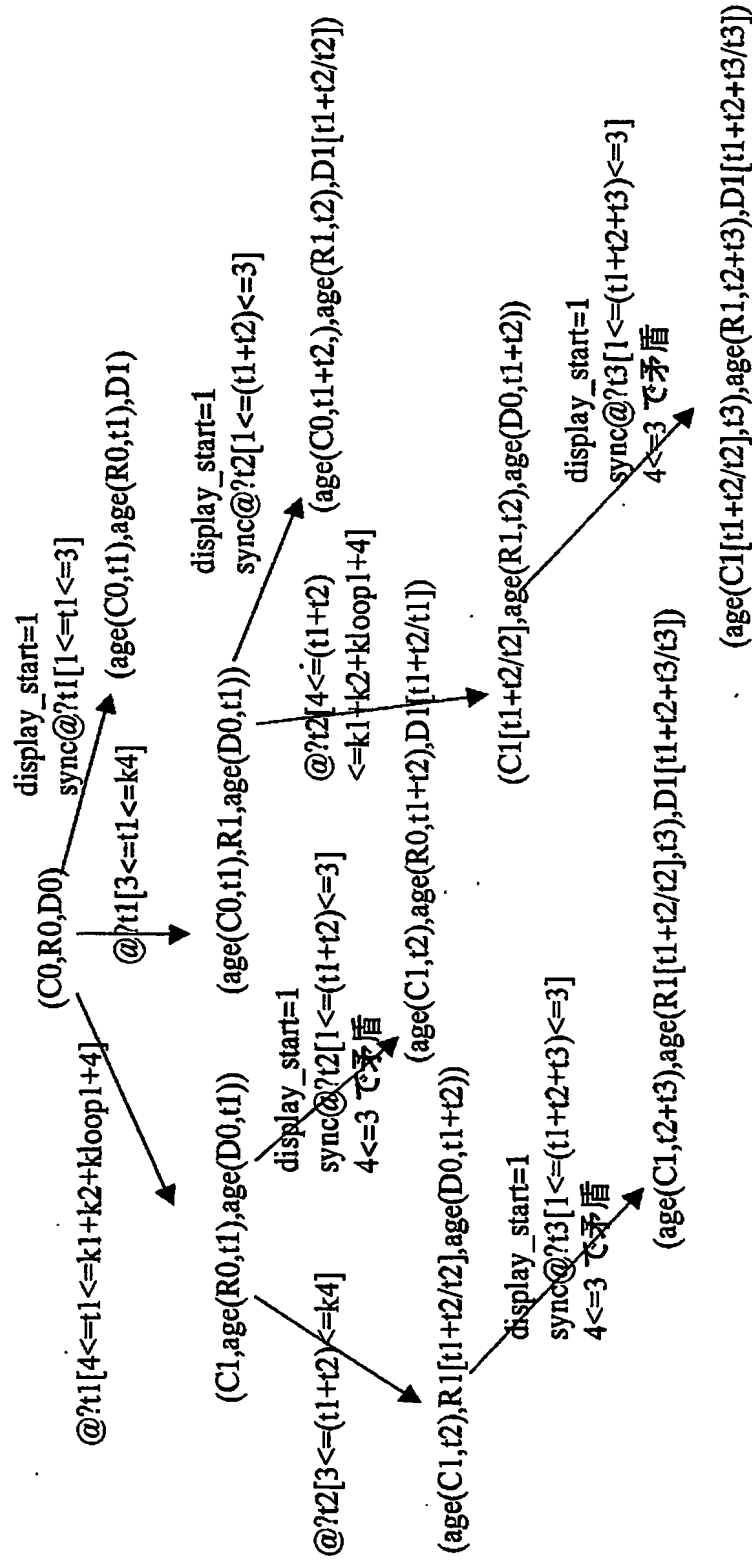 (C0,R0,D0)
display_start=1
sync@?t1[1<=t1<=3]
(age(C0,t1),age(R0,t1),D1)
@?t1[3<=t1<=k4]
@?t1[4<=t1<=k1+k2+kloop1+4]
(C1,age(R0,t1),age(D0,t1))
(age(C0,t1),R1,age(D0,t1))
display_start=1
sync@?t2[1<=(t1+t2)<=3]
(age(C0,t1+t2,),age(R1,t2),D1[t1+t2/t2])
@?t2[3<=(t1+t2)<=k4]
display_start=1
sync@?t2[1<=(t1+t2)<=3]
4<=3 で矛盾
@?t2[4<=(t1+t2)
<=k1+k2+kloop1+4]
(age(C1,t2),age(R0,t1+t2),D1[t1+t2/t1])
(age(C1,t2),R1[t1+t2/t2],age(D0,t1+t2))
(C1[t1+t2/t2],age(R1,t2),age(D0,t1+t2))
display_start=1
sync@?t3[1<=(t1+t2+t3)<=3]
4<=3 で矛盾
display_start=1
sync@?t3[1<=(t1+t2+t3)<=3]
4<=3 で矛盾
(age(C1,t2+t3),age(R1[t1+t2/t2],t3),D1[t1+t2+t3/t3])
(age(C1[t1+t2/t2],t3),age(R1,t2+t3),D1[t1+t2+t3/t3])